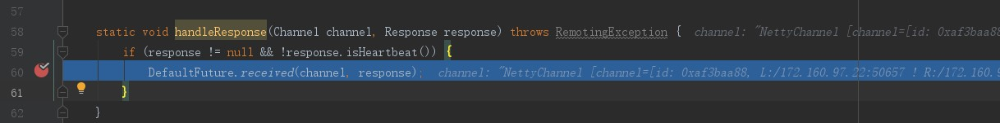 57
58 static void handleResponse(Channel channel, Response response) throws RemotingException { channel: "NettyChannel [channel=[id: 0xaf3baa88
59 if (response != null && !response.isHeartbeat()) {
60 DefaultFuture.received(channel, response); channel: "NettyChannel [channel=[id: 0xaf3baa88, L:/172.160.97.22:50657 ! R:/172.160.9
61 }
62 }